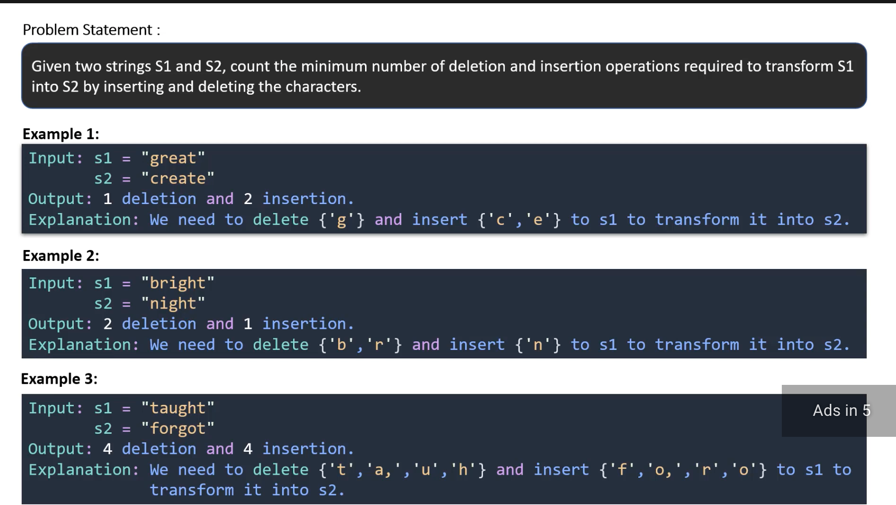 Problem Statement :
Given two strings S1 and S2, count the minimum number of deletion and insertion operations required to transform S1
into S2 by inserting and deleting the characters.
Example 1:
Input: s1 = "great"
s2 = "create"
Output: 1 deletion and 2 insertion.
Explanation: We need to delete {'g'} and insert {'c','e'} to s1 to transform it into s2.
Example 2:
Input: s1 = "bright"
s2 = "night"
Output: 2 deletion and 1 insertion.
Explanation: We need to delete {'b','r'} and insert {'n'} to s1 to transform it into s2.
Example 3:
Input: s1 = "taught"
s2 = "forgot"
Output: 4 deletion and 4 insertion.
Explanation: We need to delete {'t','a,','u','h'} and insert {'f','o,','r','o'} to s1 to
transform it into s2.
Ads in 5